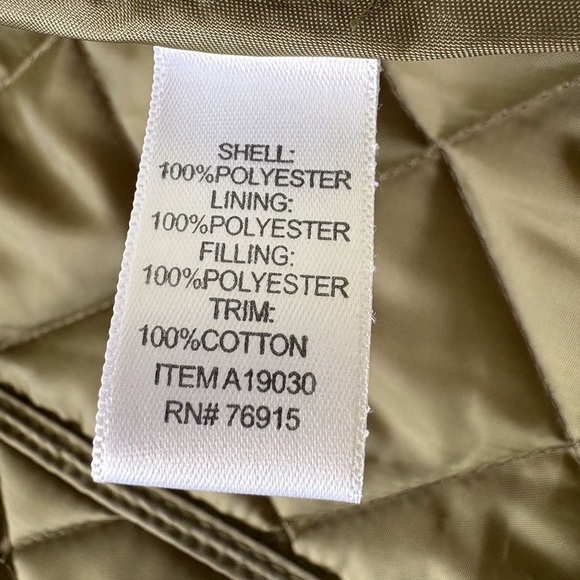 SHELL:
100%POLYESTER
LINING:
100%POLYESTER
FILLING:
100%POLYESTER
TRIM:
100%COTTON
ITEM A19030
RN# 76915